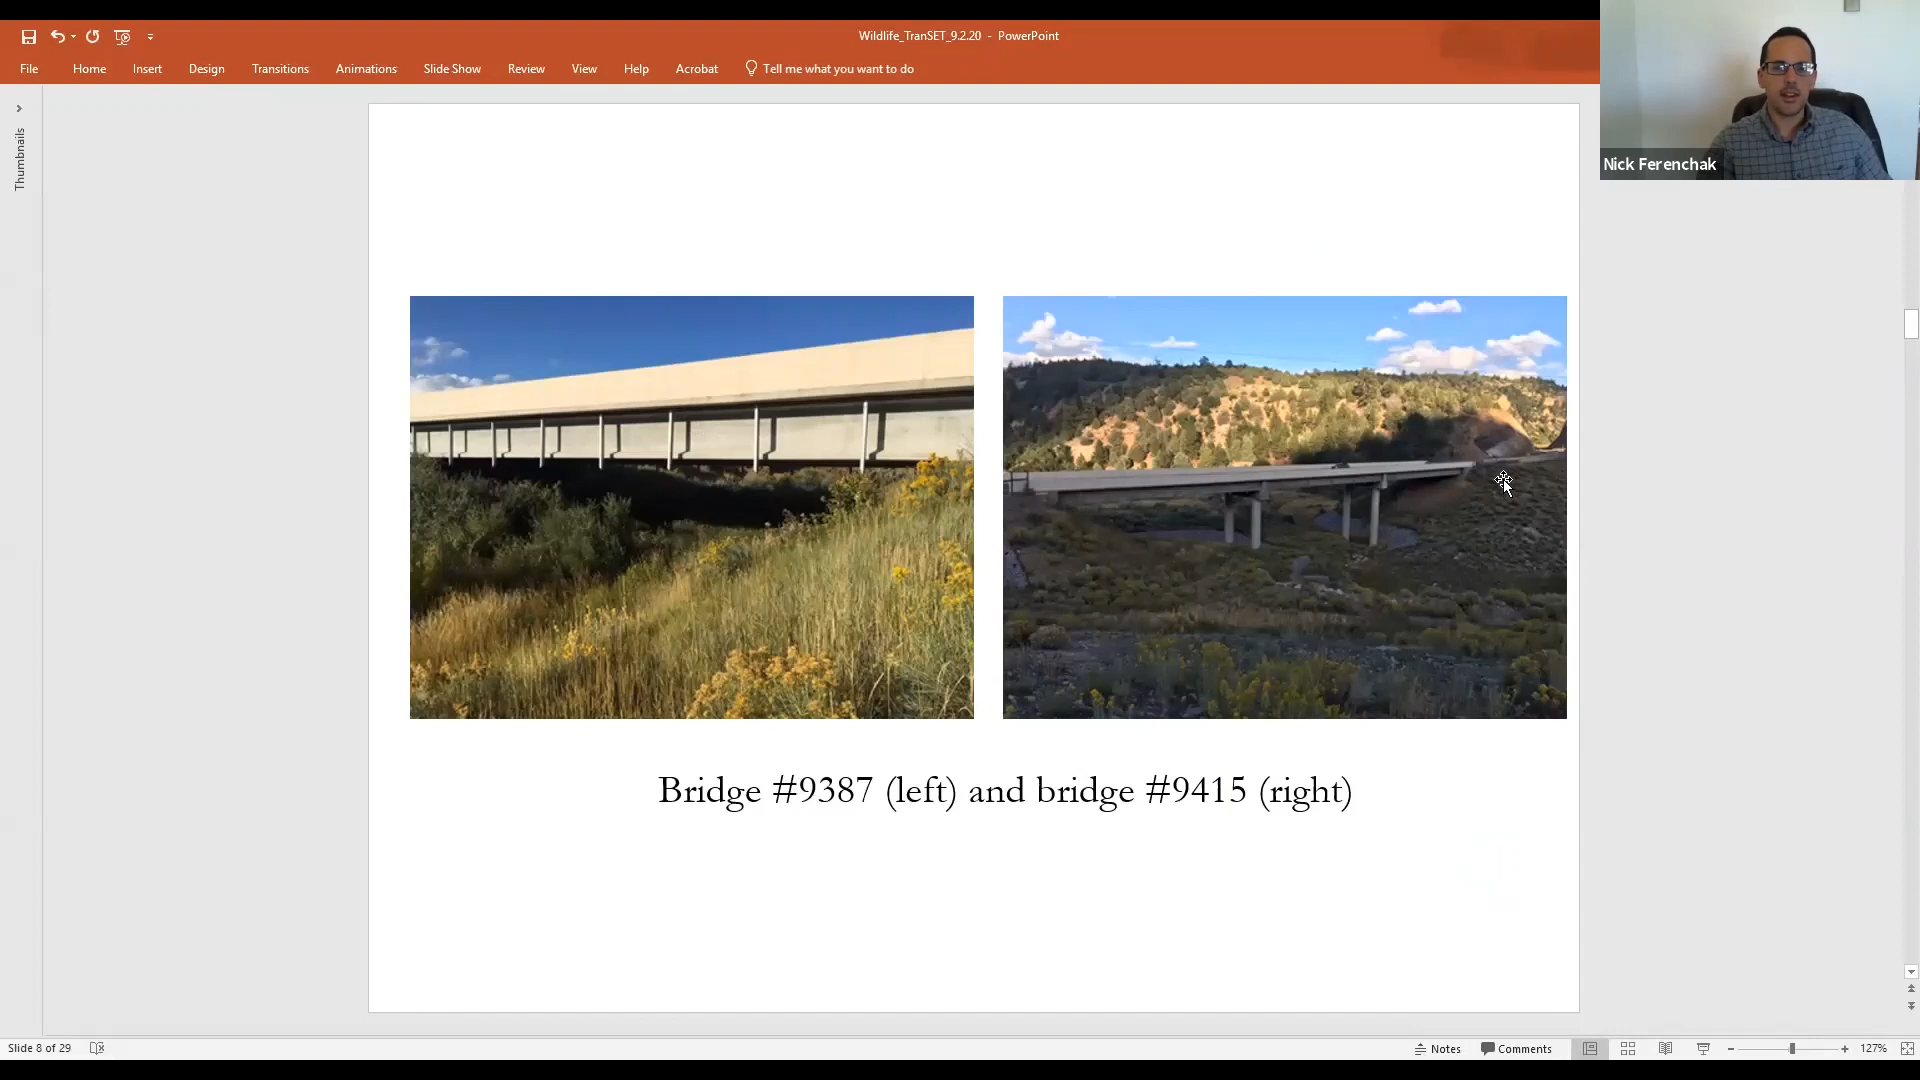 Wildlife_TranSET_9.2.20 - PowerPoint
File Home Insert Design Transitions Animations Slide Show Review View Help Acrobat Tell me what you want to do
Nick Ferenchak
Thumbnails
Bridge #9387 (left) and bridge #9415 (right)
Slide 8 of 29 Notes Comments 127%